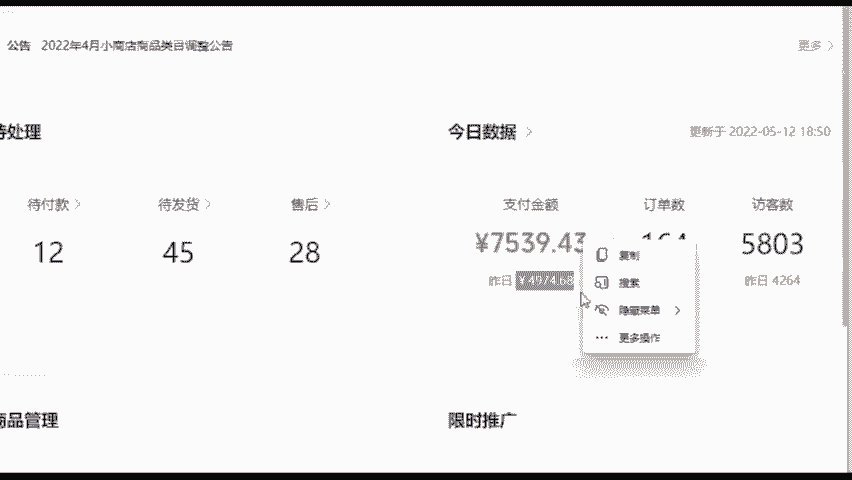 公告 2022年4月小商店商品类目调整公告 更多
待处理 今日数据 更新于 2022-05-12 18:50
待付款 待发货 售后 支付金额 订单数 访客数
12 45 28 ¥7539.43 164 5803
昨日 ¥4974.68 昨日 4264
复制
搜索
隐藏菜单
更多操作
商品管理 限时推广